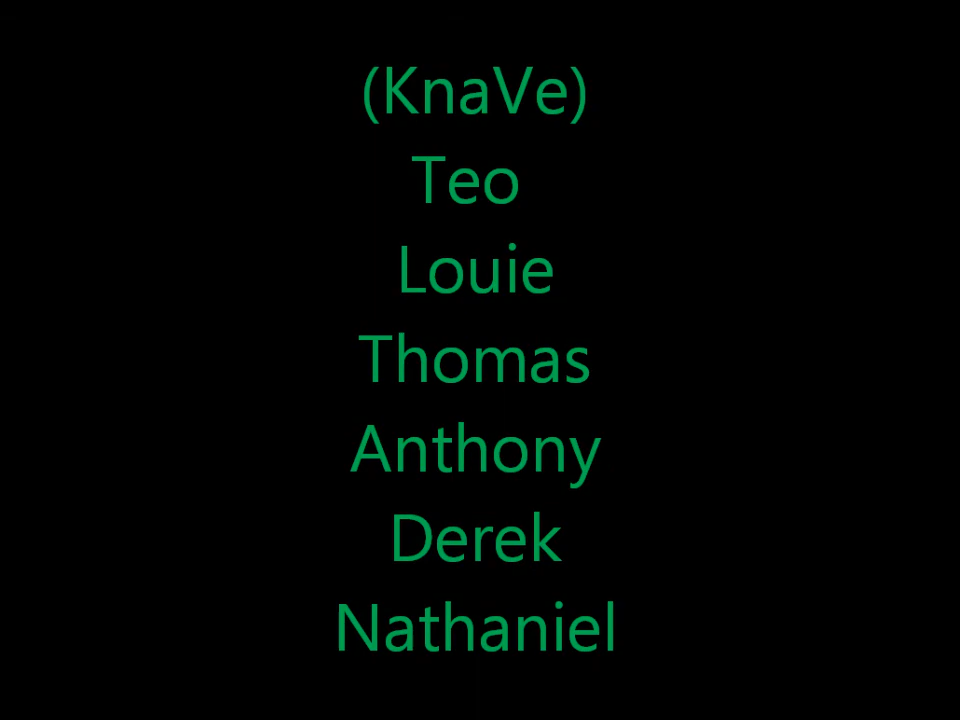 (KnaVe)
Teo
Louie
Thomas
Anthony
Derek
Nathaniel